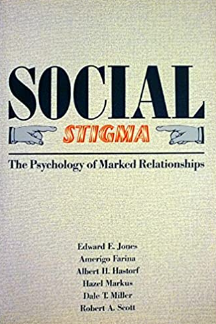 SOCIAL
STIGMA
The Psychology of Marked Relationships
Edward E. Jones
Amerigo Farina
Albert H. Hastorf
Hazel Markus
Dale T. Miller
Robert A. Scott